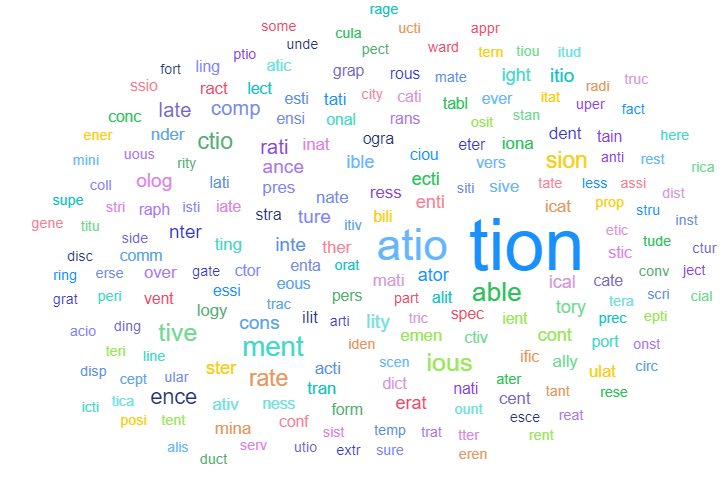 rage
some ucti appr
cula
unde ward
ptio pect tern tiou itud
fort ling atic grap rous mate ight itio radi truc
ssio ract lect city cati ever itat
conc late comp esti tati tabl uper fact
ensi onal rans osit stan
ener nder ctio ogra eter iona dent tain here
mini uous rati inat ciou vers sion anti rest
rity ance ible rica
coll olog lati pres ecti siti sive tate less assi
supe nate ress prop dist
stri raph isti iate stra enti icat stru
gene titu ture bili inst
side nter ting inte ther itiv atio tion etic tude
disc comm stic ctur
ring erse over gate ctor enta orat ator conv ject
essi eous mati ical cate
grat peri vent trac pers part alit able tera scri cial
logy tory
acio ding tive cons ilit arti lity tric spec ient prec epti
teri line ment iden emen ctiv cont port onst
disp ster acti scen ious ific ally ulat circ
cept ular rate dict ater
icti tica ence ativ ness tran erat nati cent tant rese
form ount reat
posi tent mina conf esce
sist temp trat tter rent
alis serv utio extr sure
duct eren